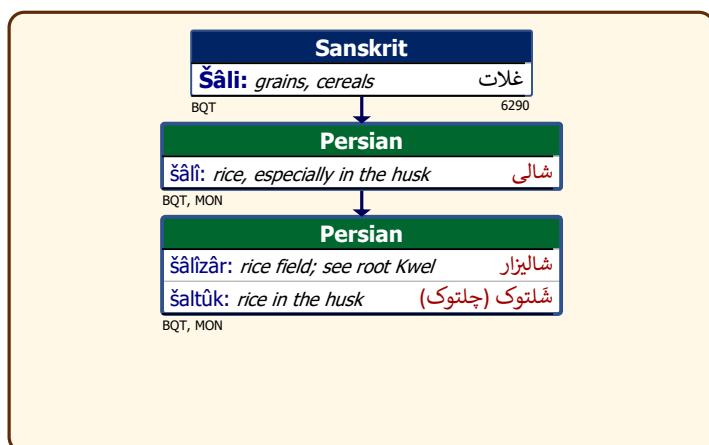 Sanskrit
Šâli: grains, cereals غلات
BQT 6290
Persian
šâlî: rice, especially in the husk شالی
BQT, MON
Persian
šâlîzâr: rice field; see root Kwel شالیزار
šaltûk: rice in the husk شَلتوک (چلتوک)
BQT, MON